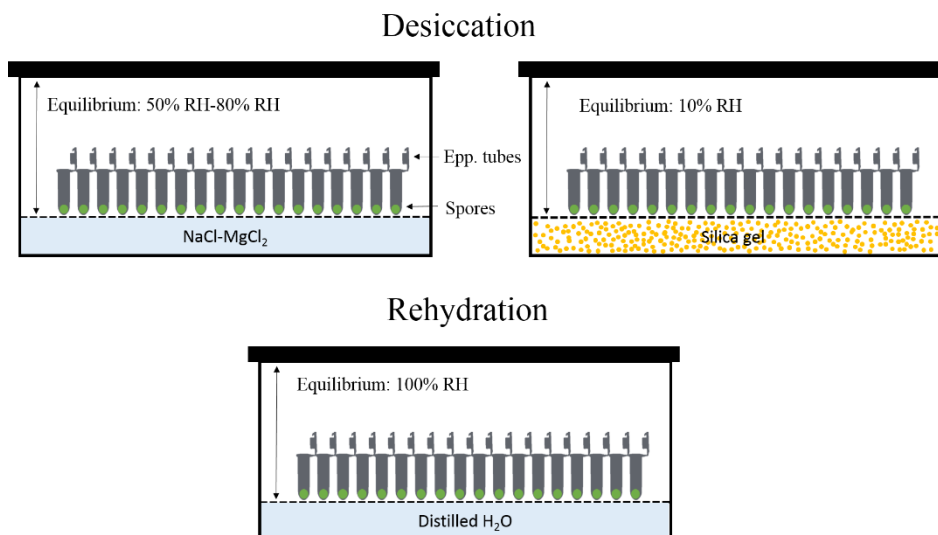 Desiccation
Equilibrium: 50% RH-80% RH
Epp. tubes
Spores
NaCl-MgCl₂
Equilibrium: 10% RH
Silica gel
Rehydration
Equilibrium: 100% RH
Distilled H₂O